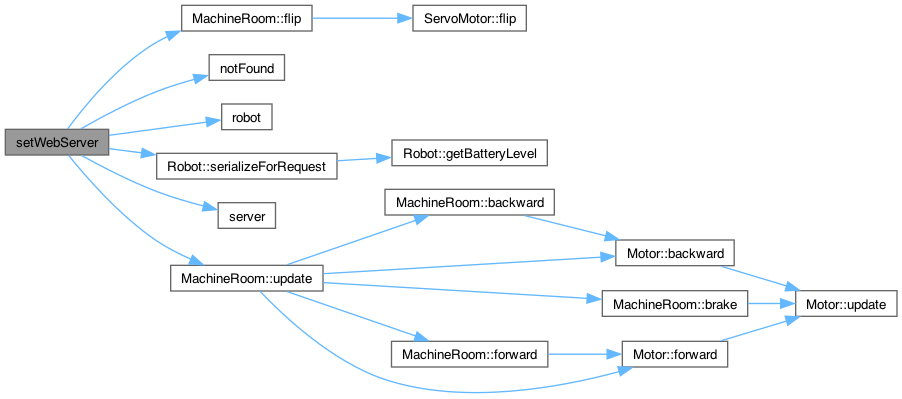 MachineRoom::flip
ServoMotor::flip
notFound
robot
setWebServer
Robot::serializeForRequest
Robot::getBatteryLevel
server
MachineRoom::backward
MachineRoom::update
Motor::backward
MachineRoom::brake
Motor::update
MachineRoom::forward
Motor::forward